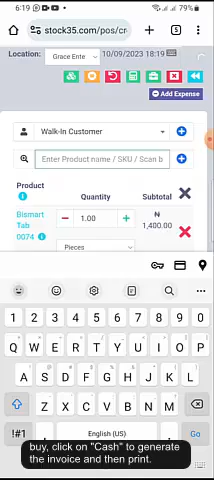 6:19
79%
stock35.com/pos/cr
5
Location:
Grace Ente
10/09/2023 18:19
Add Expense
Walk-In Customer
Enter Product name / SKU / Scan b
Product
Quantity
Subtotal
Bismart
Tab
0074
1.00
₦
1,400.00
Pieces
1 2 3 4 5 6 7 8 9 0
Q W E R T Y U I O P
A S D F G H J K L
Z X C V B N M
!#1
English (US)
Go
buy, click on "Cash" to generate
the invoice and then print.